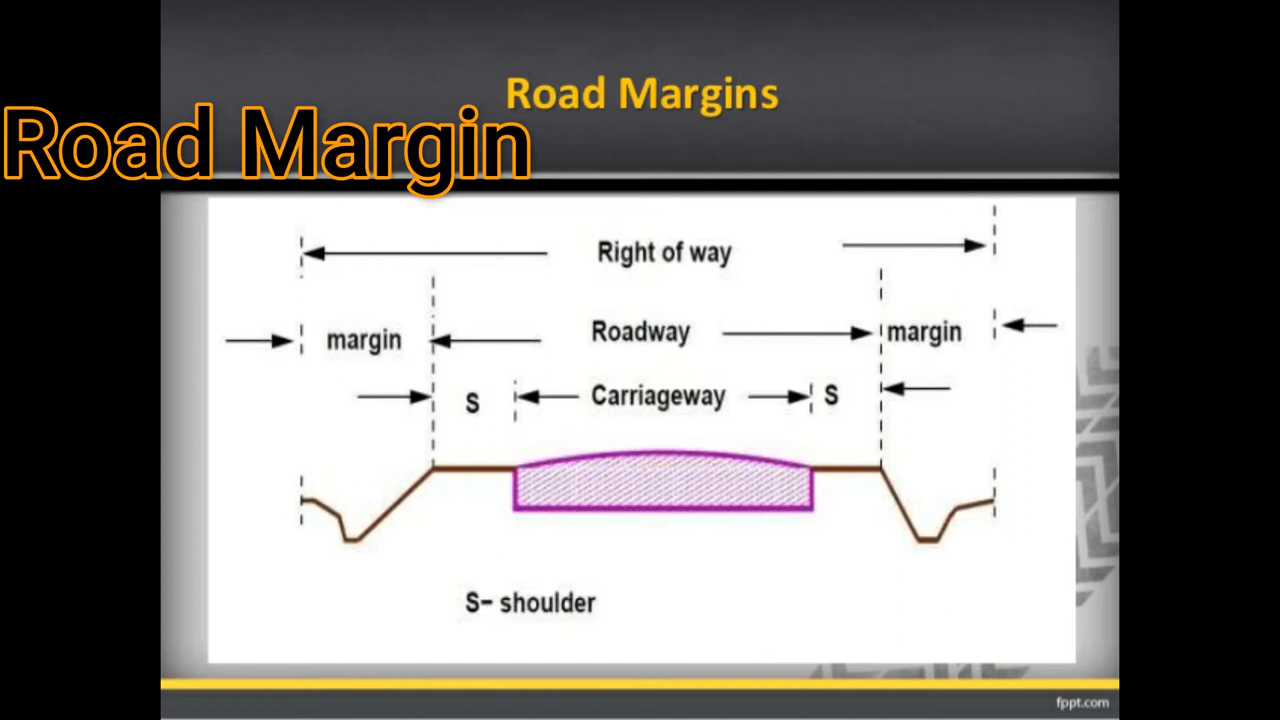 Road Margins
Road Margin
Right of way
margin
Roadway
margin
S
Carriageway
S
S- shoulder
fppt.com